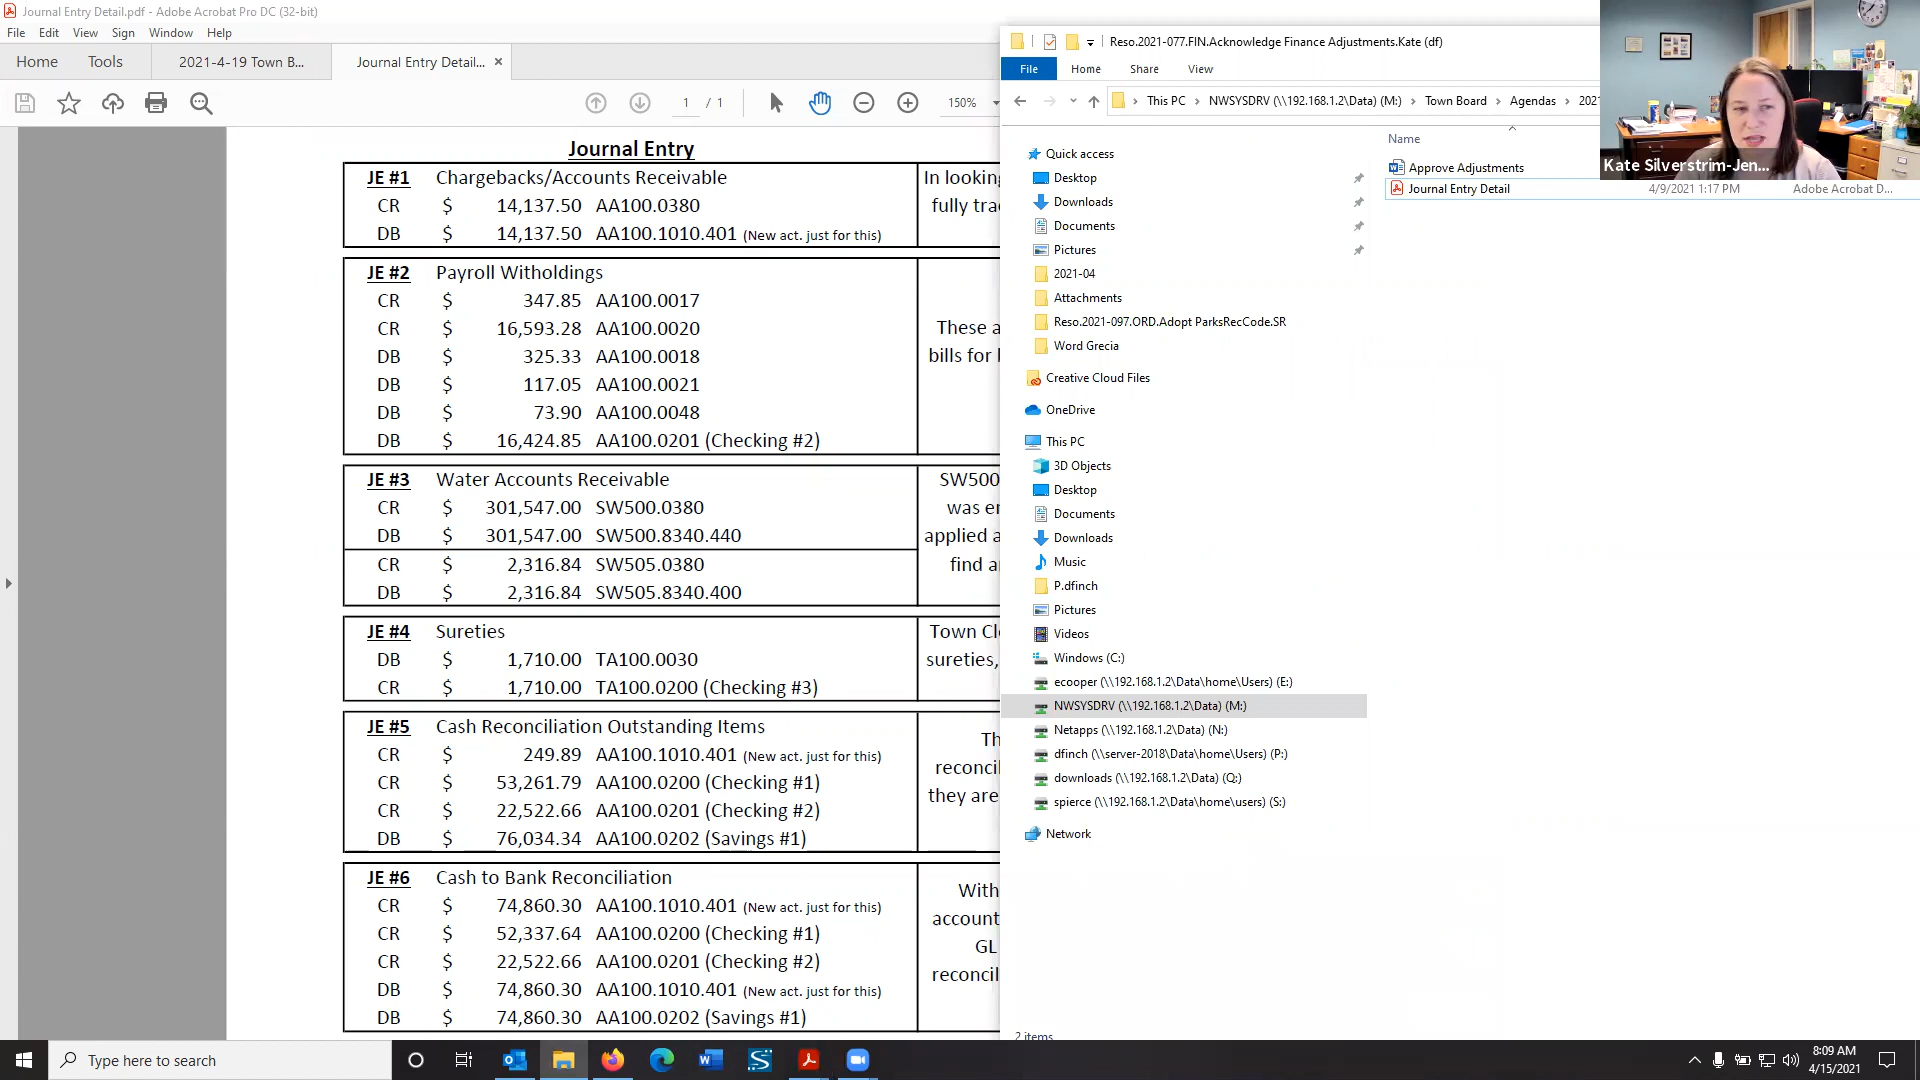 Journal Entry Detail.pdf - Adobe Acrobat Pro DC (32-bit)
File Edit View Sign Window Help
Home Tools 2021-4-19 Town B... Journal Entry Detail... ×
1 / 1 150%
Journal Entry
JE #1 Chargebacks/Accounts Receivable In looking
CR $ 14,137.50 AA100.0380 fully tra
DB $ 14,137.50 AA100.1010.401 (New act. just for this)
JE #2 Payroll Witholdings
CR $ 347.85 AA100.0017
CR $ 16,593.28 AA100.0020 These a
DB $ 325.33 AA100.0018 bills for
DB $ 117.05 AA100.0021
DB $ 73.90 AA100.0048
DB $ 16,424.85 AA100.0201 (Checking #2)
JE #3 Water Accounts Receivable SW500
CR $ 301,547.00 SW500.0380 was e
DB $ 301,547.00 SW500.8340.440 applied a
CR $ 2,316.84 SW505.0380 find a
DB $ 2,316.84 SW505.8340.400
JE #4 Sureties Town Cl
DB $ 1,710.00 TA100.0030 sureties,
CR $ 1,710.00 TA100.0200 (Checking #3)
JE #5 Cash Reconciliation Outstanding Items Th
CR $ 249.89 AA100.1010.401 (New act. just for this) reconcil
CR $ 53,261.79 AA100.0200 (Checking #1) they are
CR $ 22,522.66 AA100.0201 (Checking #2)
DB $ 76,034.34 AA100.0202 (Savings #1)
JE #6 Cash to Bank Reconciliation With
CR $ 74,860.30 AA100.1010.401 (New act. just for this) account
CR $ 52,337.64 AA100.0200 (Checking #1) GL
CR $ 22,522.66 AA100.0201 (Checking #2) reconcil
DB $ 74,860.30 AA100.1010.401 (New act. just for this)
DB $ 74,860.30 AA100.0202 (Savings #1)
Reso.2021-077.FIN.Acknowledge Finance Adjustments.Kate (df)
File Home Share View
This PC > NWSYSDRV (\\192.168.1.2\Data) (M:) > Town Board > Agendas > 202
Quick access
Desktop
Downloads
Documents
Pictures
2021-04
Attachments
Reso.2021-097.ORD.Adopt ParksRecCode.SR
Word Grecia
Creative Cloud Files
OneDrive
This PC
3D Objects
Desktop
Documents
Downloads
Music
P.dfinch
Pictures
Videos
Windows (C:)
ecooper (\\192.168.1.2\Data\home\Users) (E:)
NWSYSDRV (\\192.168.1.2\Data) (M:)
Netapps (\\192.168.1.2\Data) (N:)
dfinch (\\server-2018\Data\home\Users) (P:)
downloads (\\192.168.1.2\Data) (Q:)
spierce (\\192.168.1.2\Data\home\users) (S:)
Network
Name
Approve Adjustments
Journal Entry Detail 4/9/2021 1:17 PM Adobe Acrobat D...
2 items
Kate Silverstrim-Jen...
Type here to search
8:09 AM
4/15/2021